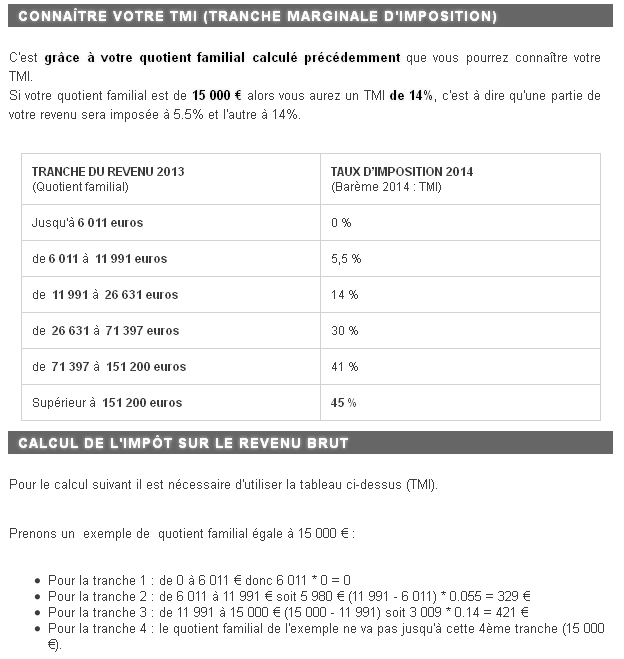 CONNAÎTRE VOTRE TMI (TRANCHE MARGINALE D'IMPOSITION)
C'est grâce à votre quotient familial calculé précédemment que vous pourrez connaître votre
TMI.
Si votre quotient familial est de 15 000 € alors vous aurez un TMI de 14%, c'est à dire qu'une partie de
votre revenu sera imposée à 5.5% et l'autre à 14%.
TRANCHE DU REVENU 2013 TAUX D'IMPOSITION 2014
(Quotient familial) (Barème 2014 : TMI)
Jusqu'à 6 011 euros 0 %
de 6 011 à 11 991 euros 5,5 %
de 11 991 à 26 631 euros 14 %
de 26 631 à 71 397 euros 30 %
de 71 397 à 151 200 euros 41 %
Supérieur à 151 200 euros 45 %
CALCUL DE L'IMPÔT SUR LE REVENU BRUT
Pour le calcul suivant il est nécessaire d'utiliser la tableau ci-dessus (TMI).
Prenons un exemple de quotient familial égale à 15 000 € :
• Pour la tranche 1 : de 0 à 6 011 € donc 6 011 * 0 = 0
• Pour la tranche 2 : de 6 011 à 11 991 € soit 5 980 € (11 991 - 6 011) * 0.055 = 329 €
• Pour la tranche 3 : de 11 991 à 15 000 € (15 000 - 11 991) soit 3 009 * 0.14 = 421 €
• Pour la tranche 4 : le quotient familial de l'exemple ne va pas jusqu'à cette 4ème tranche (15 000
€).